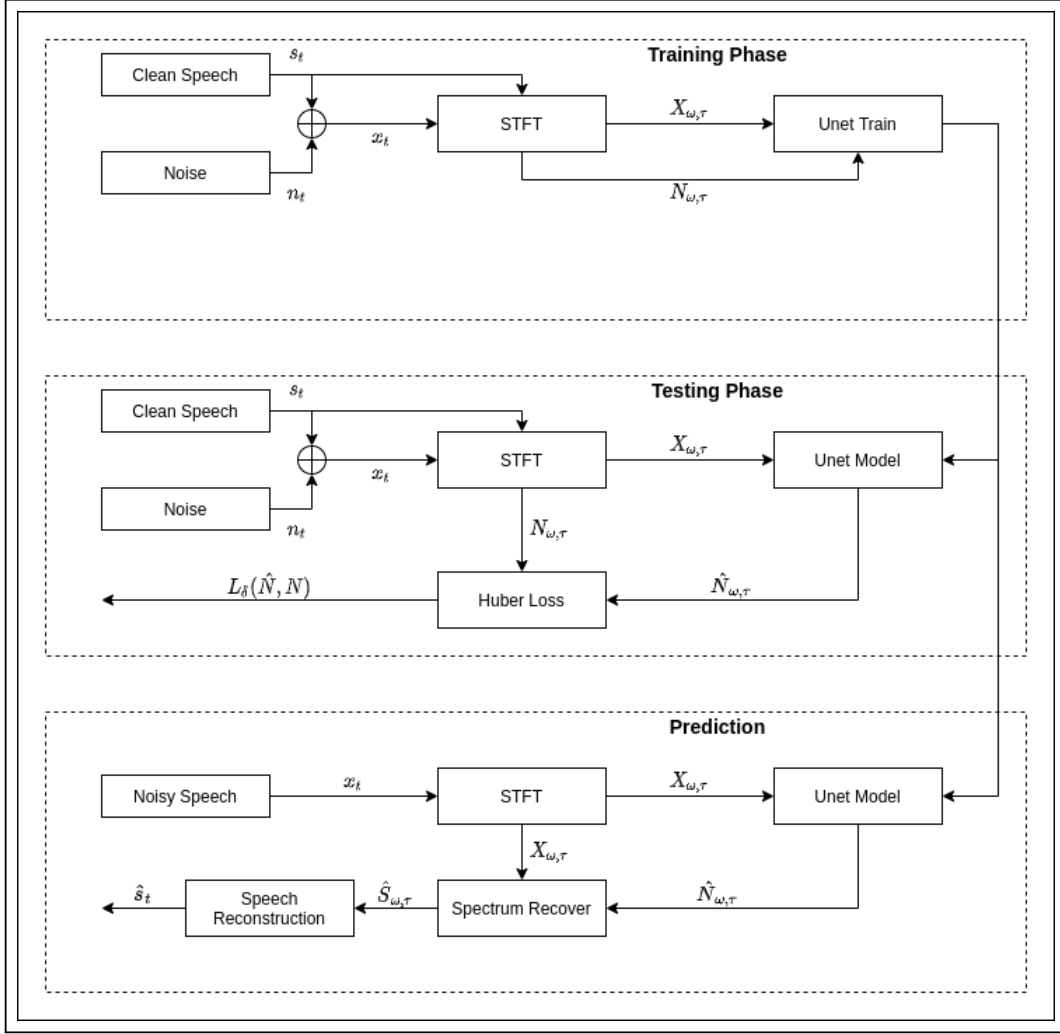 Training Phase
Clean Speech
s_t
STFT
X_{ω,τ}
Unet Train
x_t
Noise
n_t
N_{ω,τ}
Testing Phase
Clean Speech
s_t
STFT
X_{ω,τ}
Unet Model
x_t
Noise
n_t
N_{ω,τ}
L_δ(N̂, N)
Huber Loss
N̂_{ω,τ}
Prediction
Noisy Speech
x_t
STFT
X_{ω,τ}
Unet Model
X_{ω,τ}
ŝ_t
Speech
Reconstruction
Ŝ_{ω,τ}
Spectrum Recover
N̂_{ω,τ}